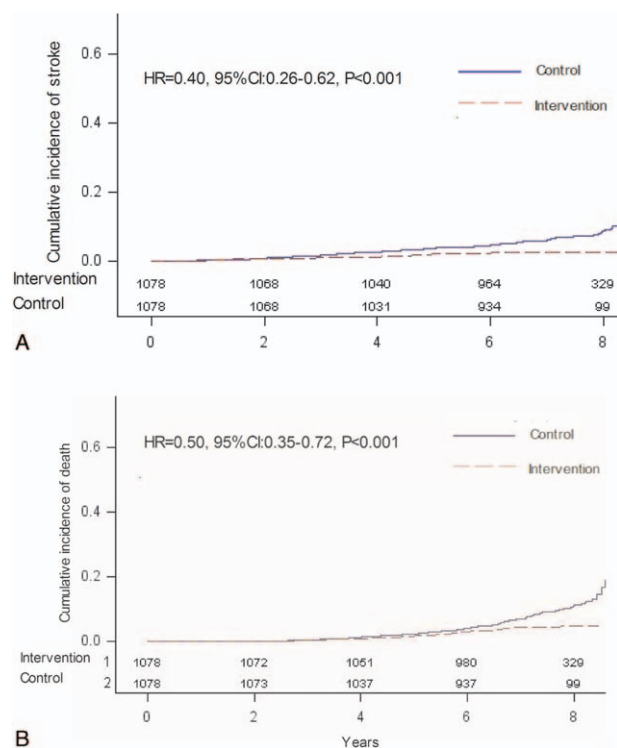 0.6
HR=0.40, 95%CI:0.26-0.62, P<0.001
Control
Intervention
0.4
0.2
0.0
Cumulative incidence of stroke
Intervention 1078 1068 1040 964 329
Control 1078 1068 1031 934 99
A
0 2 4 6 8
0.6
HR=0.50, 95%CI:0.35-0.72, P<0.001
Control
Intervention
0.4
0.2
0.0
Cumulative incidence of death
Intervention
1 1078 1072 1051 980 329
Control
2 1078 1073 1037 937 99
0 2 4 6 8
B
Years